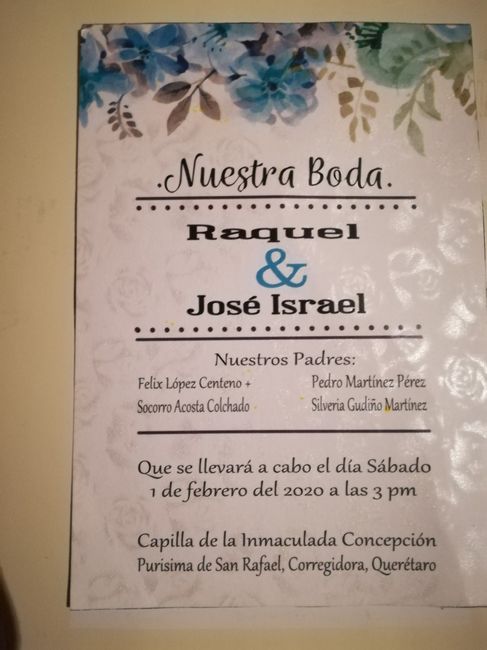 .Nuestra Boda.
Raquel
&
José Israel
Nuestros Padres:
Felix López Centeno +
Socorro Acosta Colchado
Pedro Martínez Pérez
Silveria Gudiño Martínez
Que se llevará a cabo el día Sábado
1 de febrero del 2020 a las 3 pm
Capilla de la Inmaculada Concepción
Purisima de San Rafael, Corregidora, Querétaro